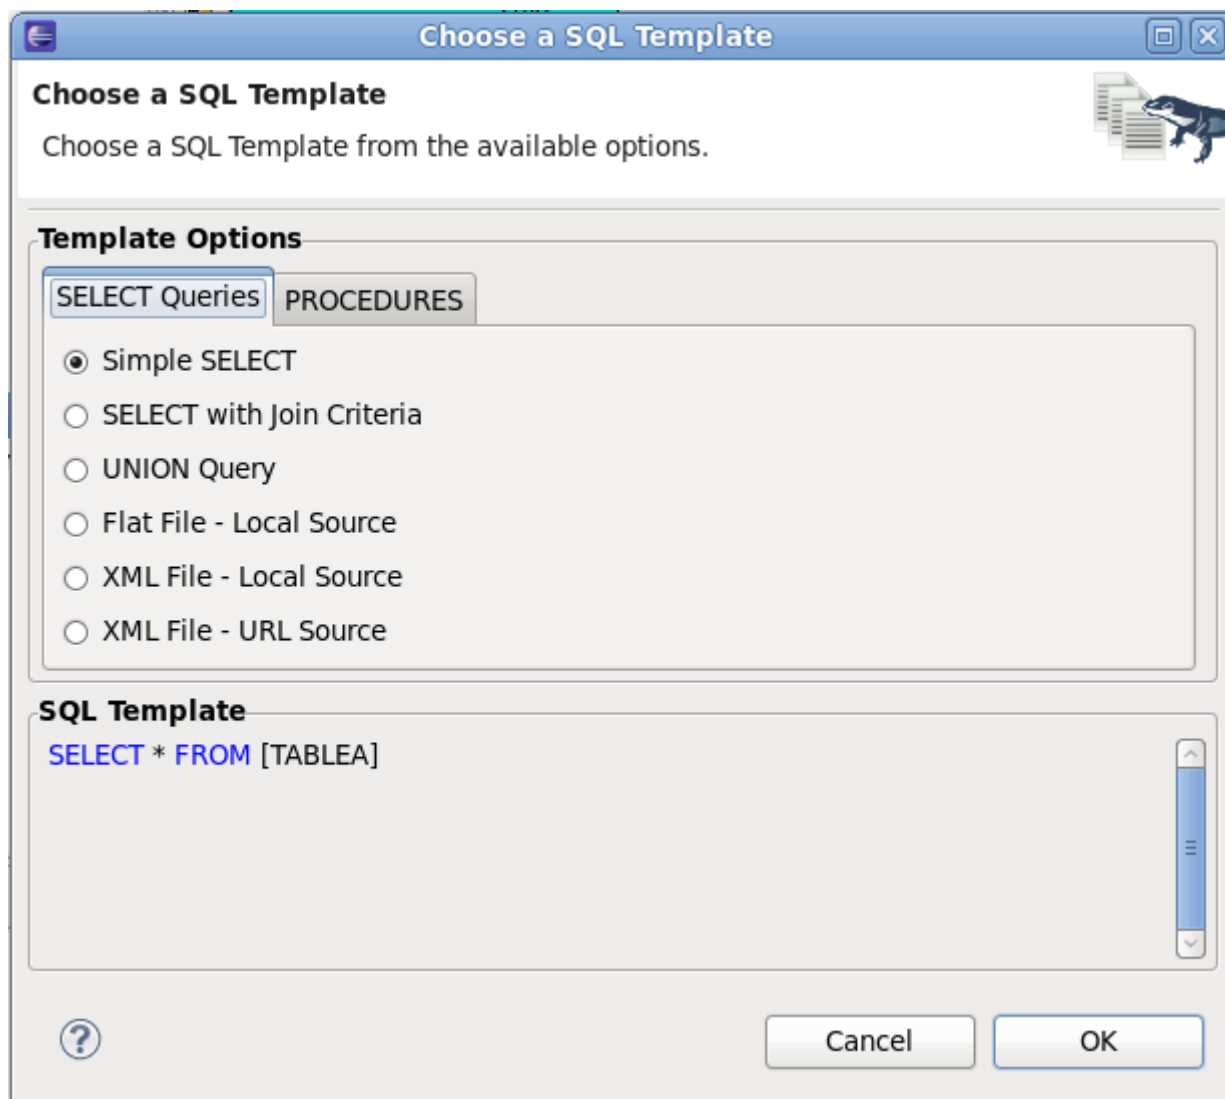 Choose a SQL Template
Choose a SQL Template
Choose a SQL Template from the available options.
Template Options
SELECT Queries
PROCEDURES
Simple SELECT
SELECT with Join Criteria
UNION Query
Flat File - Local Source
XML File - Local Source
XML File - URL Source
SQL Template
SELECT * FROM [TABLEA]
?
Cancel
OK